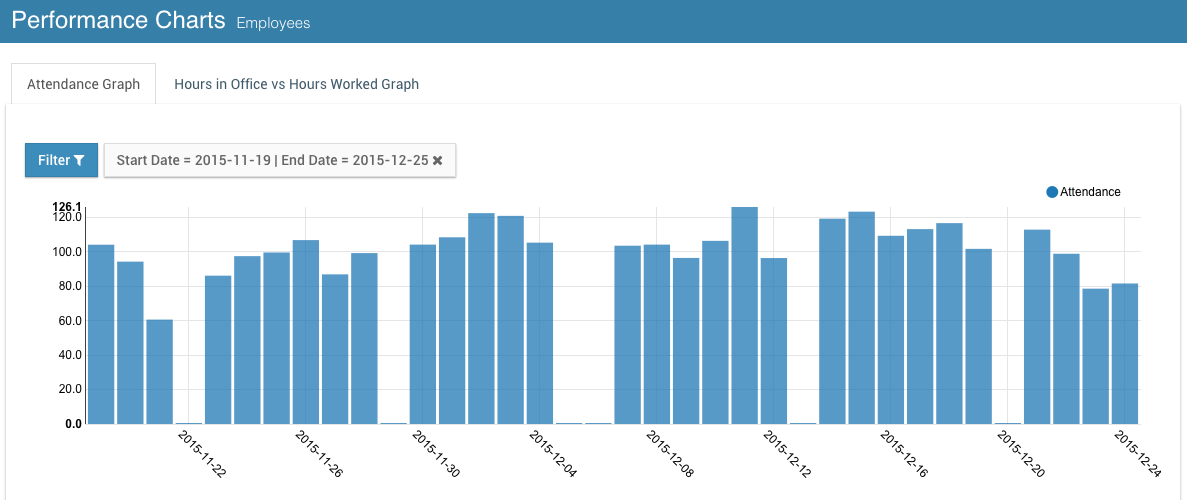 Performance Charts Employees
Attendance Graph Hours in Office vs Hours Worked Graph
Filter Start Date = 2015-11-19 | End Date = 2015-12-25 ✖
Attendance
126.1
120.0
100.0
80.0
60.0
40.0
20.0
0.0
2015-11-22 2015-11-26 2015-11-30 2015-12-04 2015-12-08 2015-12-12 2015-12-16 2015-12-20 2015-12-24